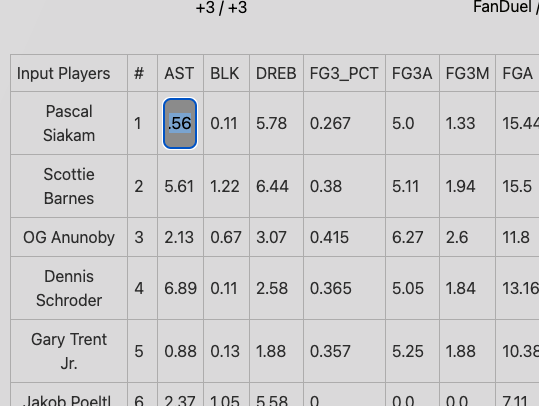 +3 / +3 FanDuel /
Input Players # AST BLK DREB FG3_PCT FG3A FG3M FGA
Pascal
Siakam 1 .56 0.11 5.78 0.267 5.0 1.33 15.44
Scottie
Barnes 2 5.61 1.22 6.44 0.38 5.11 1.94 15.5
OG Anunoby 3 2.13 0.67 3.07 0.415 6.27 2.6 11.8
Dennis
Schroder 4 6.89 0.11 2.58 0.365 5.05 1.84 13.16
Gary Trent
Jr. 5 0.88 0.13 1.88 0.357 5.25 1.88 10.38
Jakob Poeltl 6 2.37 1.05 5.58 0 0.0 0.0 7.11